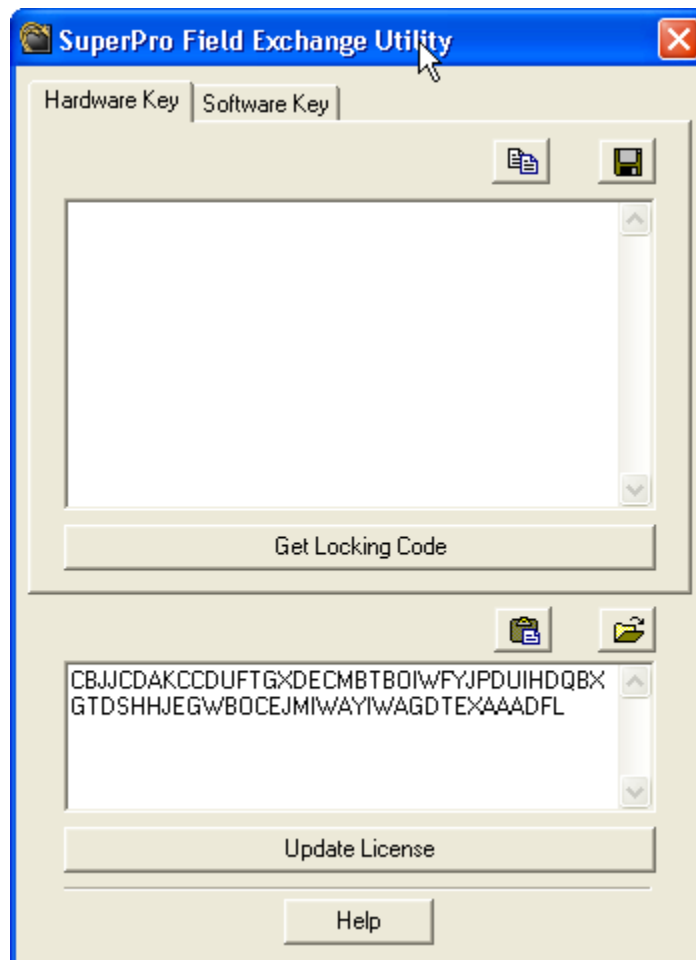 SuperPro Field Exchange Utility
Hardware Key Software Key
Get Locking Code
CBJJCDAKCCDUFTGXDECMBTBOIWFYJPDUIHDQBX
GTDSHHJEGWBOCEJMIWAYIWAGDTEXAAADFL
Update License
Help